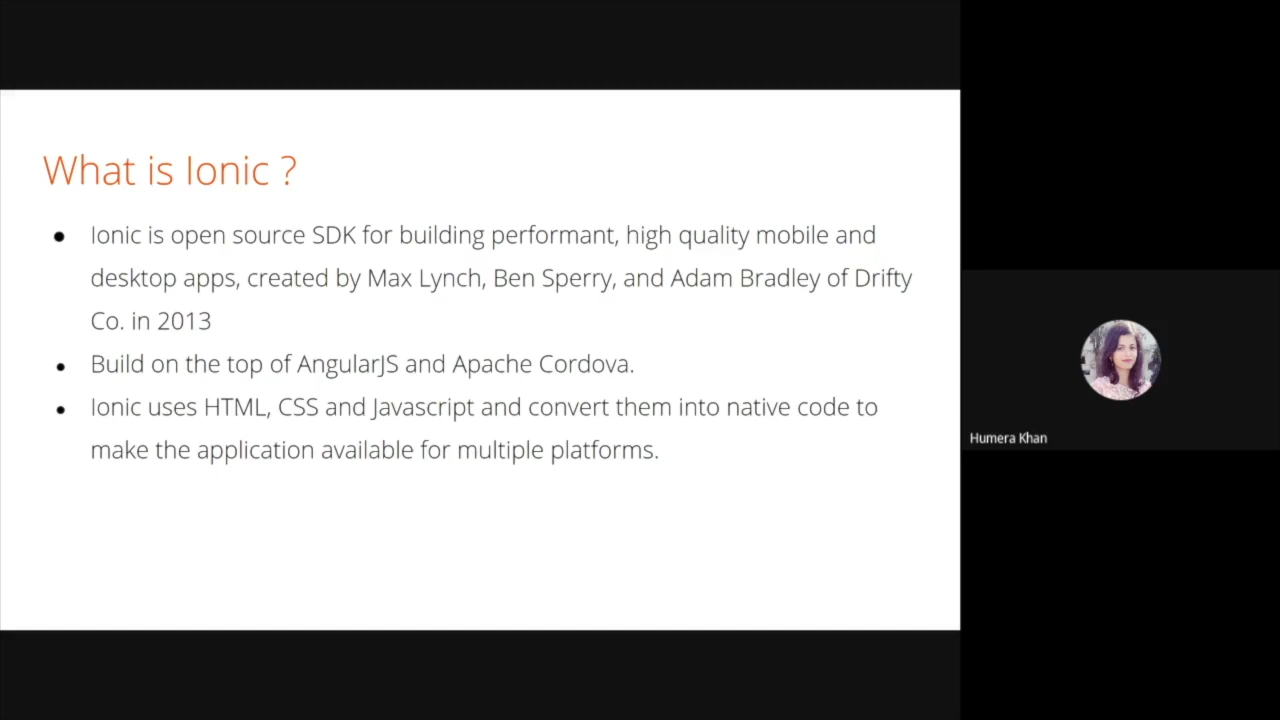 What is Ionic ?
● Ionic is open source SDK for building performant, high quality mobile and
desktop apps, created by Max Lynch, Ben Sperry, and Adam Bradley of Drifty
Co. in 2013
● Build on the top of AngularJS and Apache Cordova.
● Ionic uses HTML, CSS and Javascript and convert them into native code to
make the application available for multiple platforms.
Humera Khan